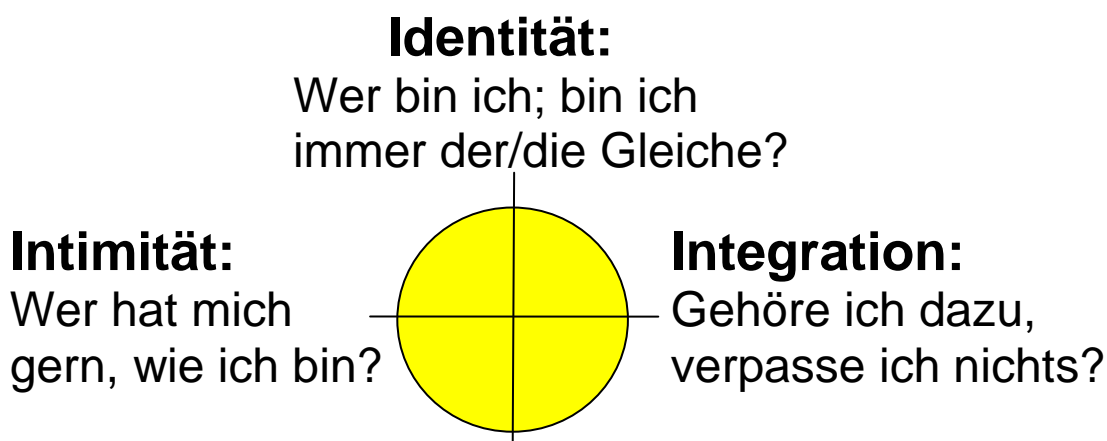 Identität:
Wer bin ich; bin ich
immer der/die Gleiche?
Intimität:
Wer hat mich
gern, wie ich bin?
Integration:
Gehöre ich dazu,
verpasse ich nichts?